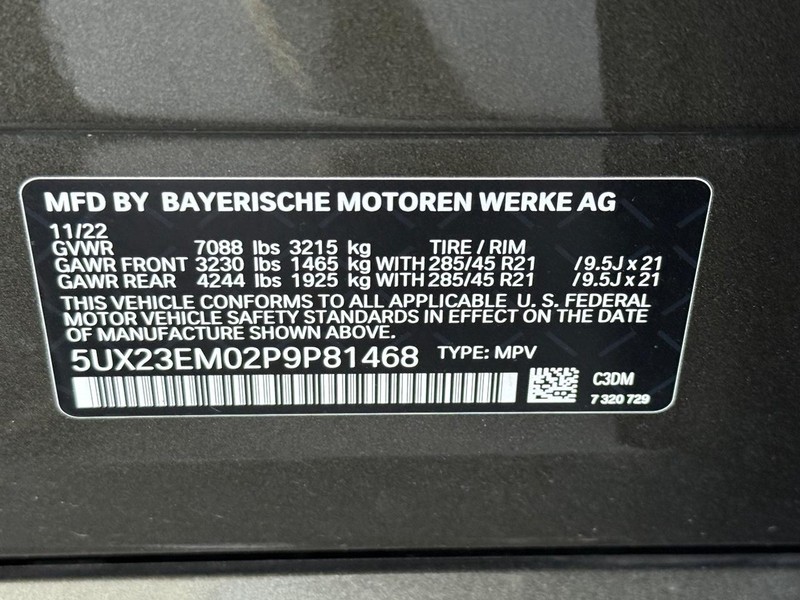 MFD BY BAYERISCHE MOTOREN WERKE AG
11/22
GVWR 7088 lbs 3215 kg TIRE / RIM
GAWR FRONT 3230 lbs 1465 kg WITH 285/45 R21 /9.5J x 21
GAWR REAR 4244 lbs 1925 kg WITH 285/45 R21 /9.5J x 21
THIS VEHICLE CONFORMS TO ALL APPLICABLE U. S. FEDERAL
MOTOR VEHICLE SAFETY STANDARDS IN EFFECT ON THE DATE
OF MANUFACTURE SHOWN ABOVE.
5UX23EM02P9P81468 TYPE: MPV
C3DM
7 320 729